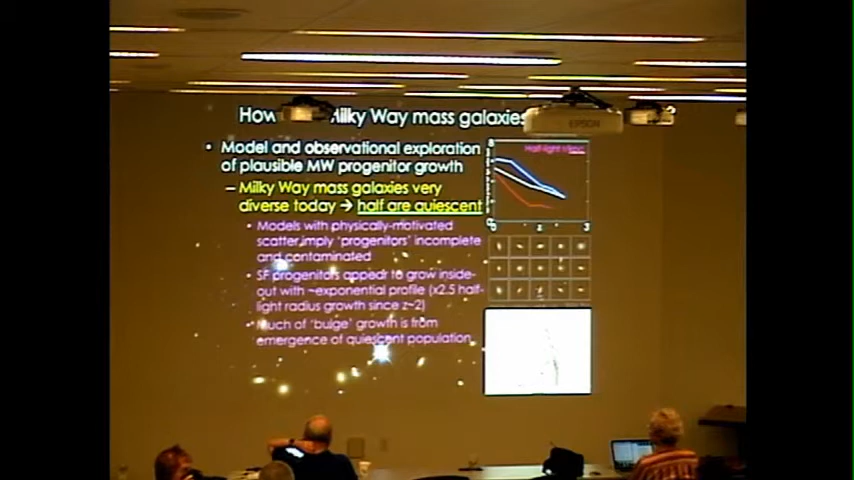 How Milky Way mass galaxies
EPSON
• Model and observational exploration
of plausible MW progenitor growth
– Milky Way mass galaxies very
diverse today → half are quiescent
• Models with physically-motivated
scatter imply 'progenitors' incomplete
and contaminated
• SF progenitors appear to grow inside-
out with ~exponential profile (x2.5 half-
light radius growth since z~2)
• Much of 'bulge' growth is from
emergence of quiescent population
Half-light
0 z 3